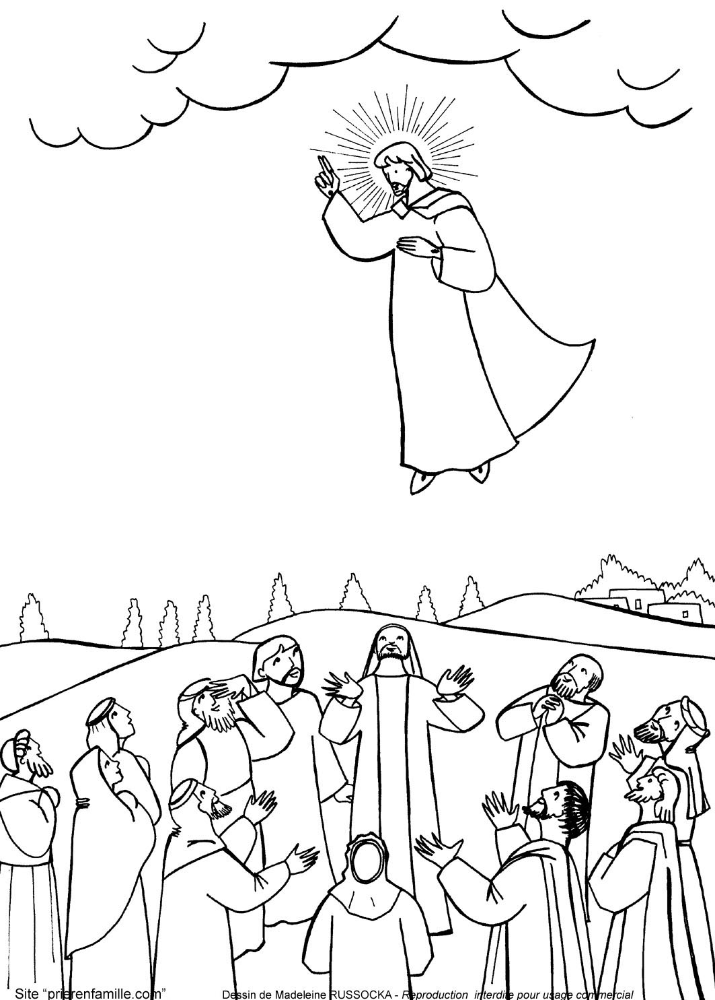 Site “prierenfamille.com”
Dessin de Madeleine RUSSOCKA - Reproduction interdite pour usage commercial